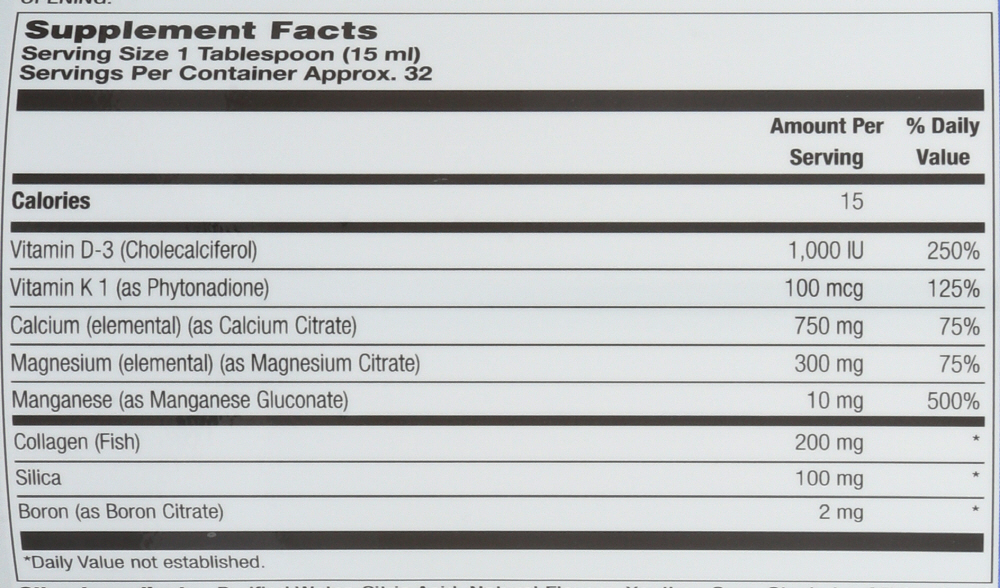 OPENING.
Supplement Facts
Serving Size 1 Tablespoon (15 ml)
Servings Per Container Approx. 32
Amount Per Serving % Daily Value
Calories 15
Vitamin D-3 (Cholecalciferol) 1,000 IU 250%
Vitamin K 1 (as Phytonadione) 100 mcg 125%
Calcium (elemental) (as Calcium Citrate) 750 mg 75%
Magnesium (elemental) (as Magnesium Citrate) 300 mg 75%
Manganese (as Manganese Gluconate) 10 mg 500%
Collagen (Fish) 200 mg *
Silica 100 mg *
Boron (as Boron Citrate) 2 mg *
*Daily Value not established.